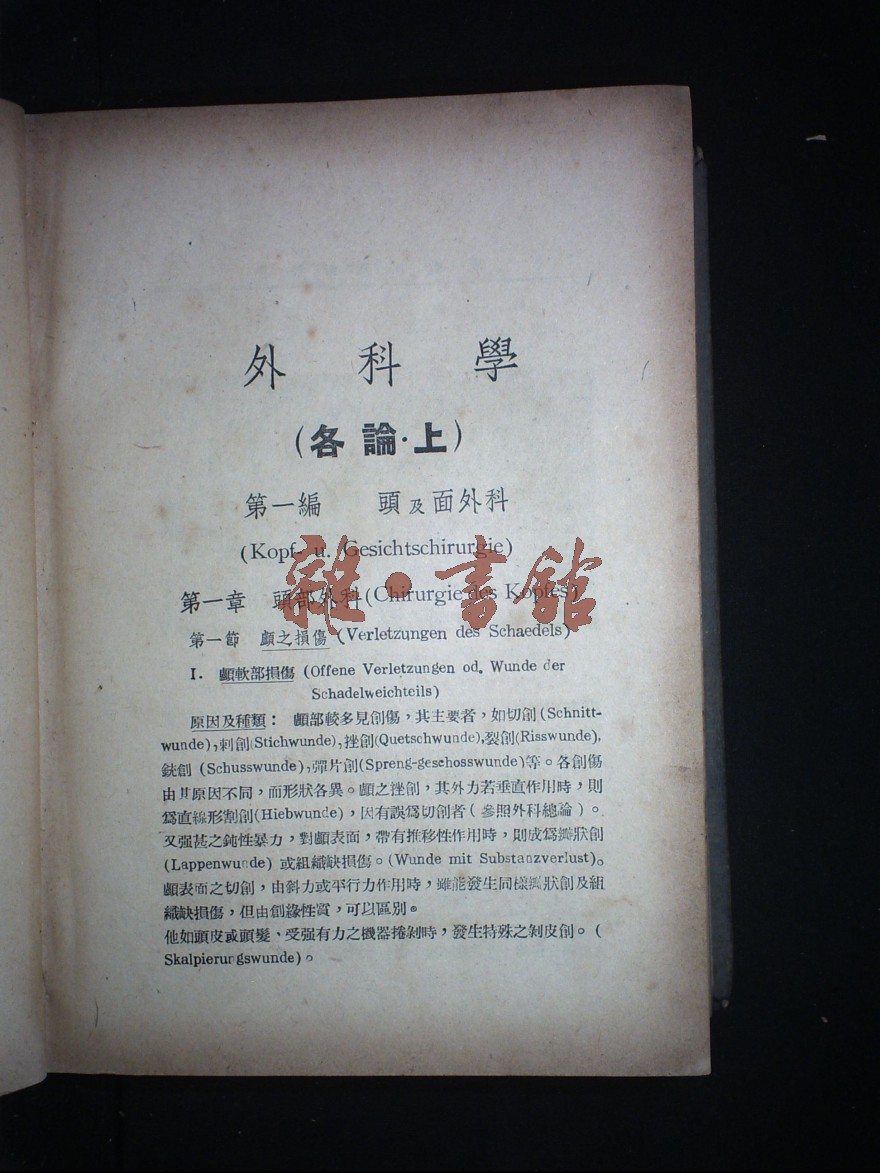 外科學
(各論·上)
第一編 頭及面外科
(Kopf- u. Gesichtschirurgie)
雜·書館
第一章 頭部外科(Chirurgie des Kopfes)
第一節 顱之損傷 (Verletzungen des Schaedels)
I. 顱軟部損傷 (Offene Verletzungen od. Wunde der
Schadelweichteils)
原因及種類: 顱部較多見創傷,其主要者,如切創(Schnitt-
wunde),刺創(Stichwunde),挫創(Quetschwunde),裂創(Risswunde),
銃創 (Schusswunde),彈片創(Spreng-geschosswunde)等。各創傷
由其原因不同,而形狀各異。顱之挫創,其外力若垂直作用時,則
爲直線形割創(Hiebwunde),因有誤爲切創者(參照外科總論)。
又强甚之鈍性暴力,對顱表面,帶有推移性作用時,則成爲瓣狀創
(Lappenwunde) 或組織缺損傷。(Wunde mit Substanzverlust)。
顱表面之切創,由斜力或平行力作用時,雖能發生同樣瓣狀創及組
織缺損傷,但由創緣性質,可以區別。
他如頭皮或頭髮、受强有力之機器捲剝時,發生特殊之剝皮創。(
Skalpierungswunde)。